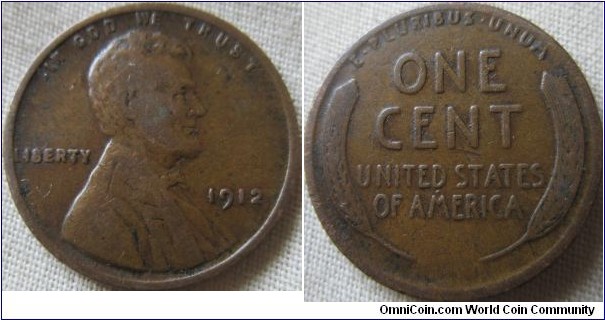 IN GOD WE TRUST
LIBERTY
1912
E·PLURIBUS·UNUM
ONE
CENT
UNITED STATES
OF AMERICA
OmniCoin.com World Coin Community